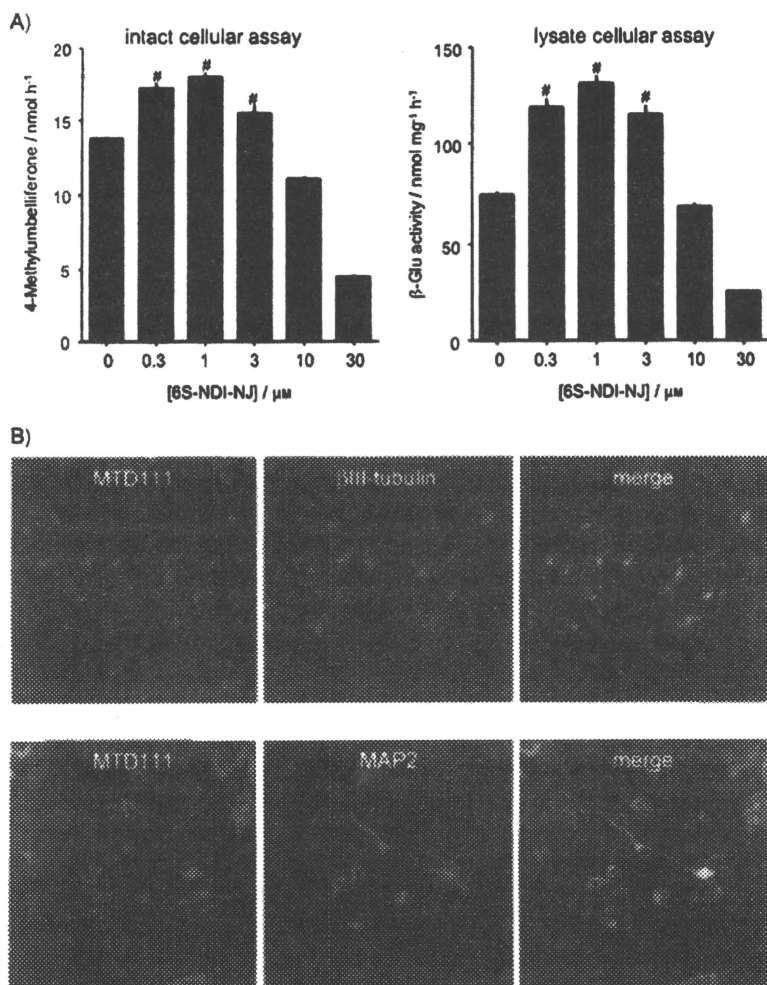 A)
intact cellular assay
4-Methylumbelliferone / nmol h⁻¹
20
15
10
5
0
0 0.3 1 3 10 30
# # #
[6S-NDI-NJ] / μM
lysate cellular assay
β-Glu activity / nmol mg⁻¹ h⁻¹
150
100
50
0
0 0.3 1 3 10 30
# # #
[6S-NDI-NJ] / μM
B)
MTD111 βIII-tubulin merge
MTD111 MAP2 merge